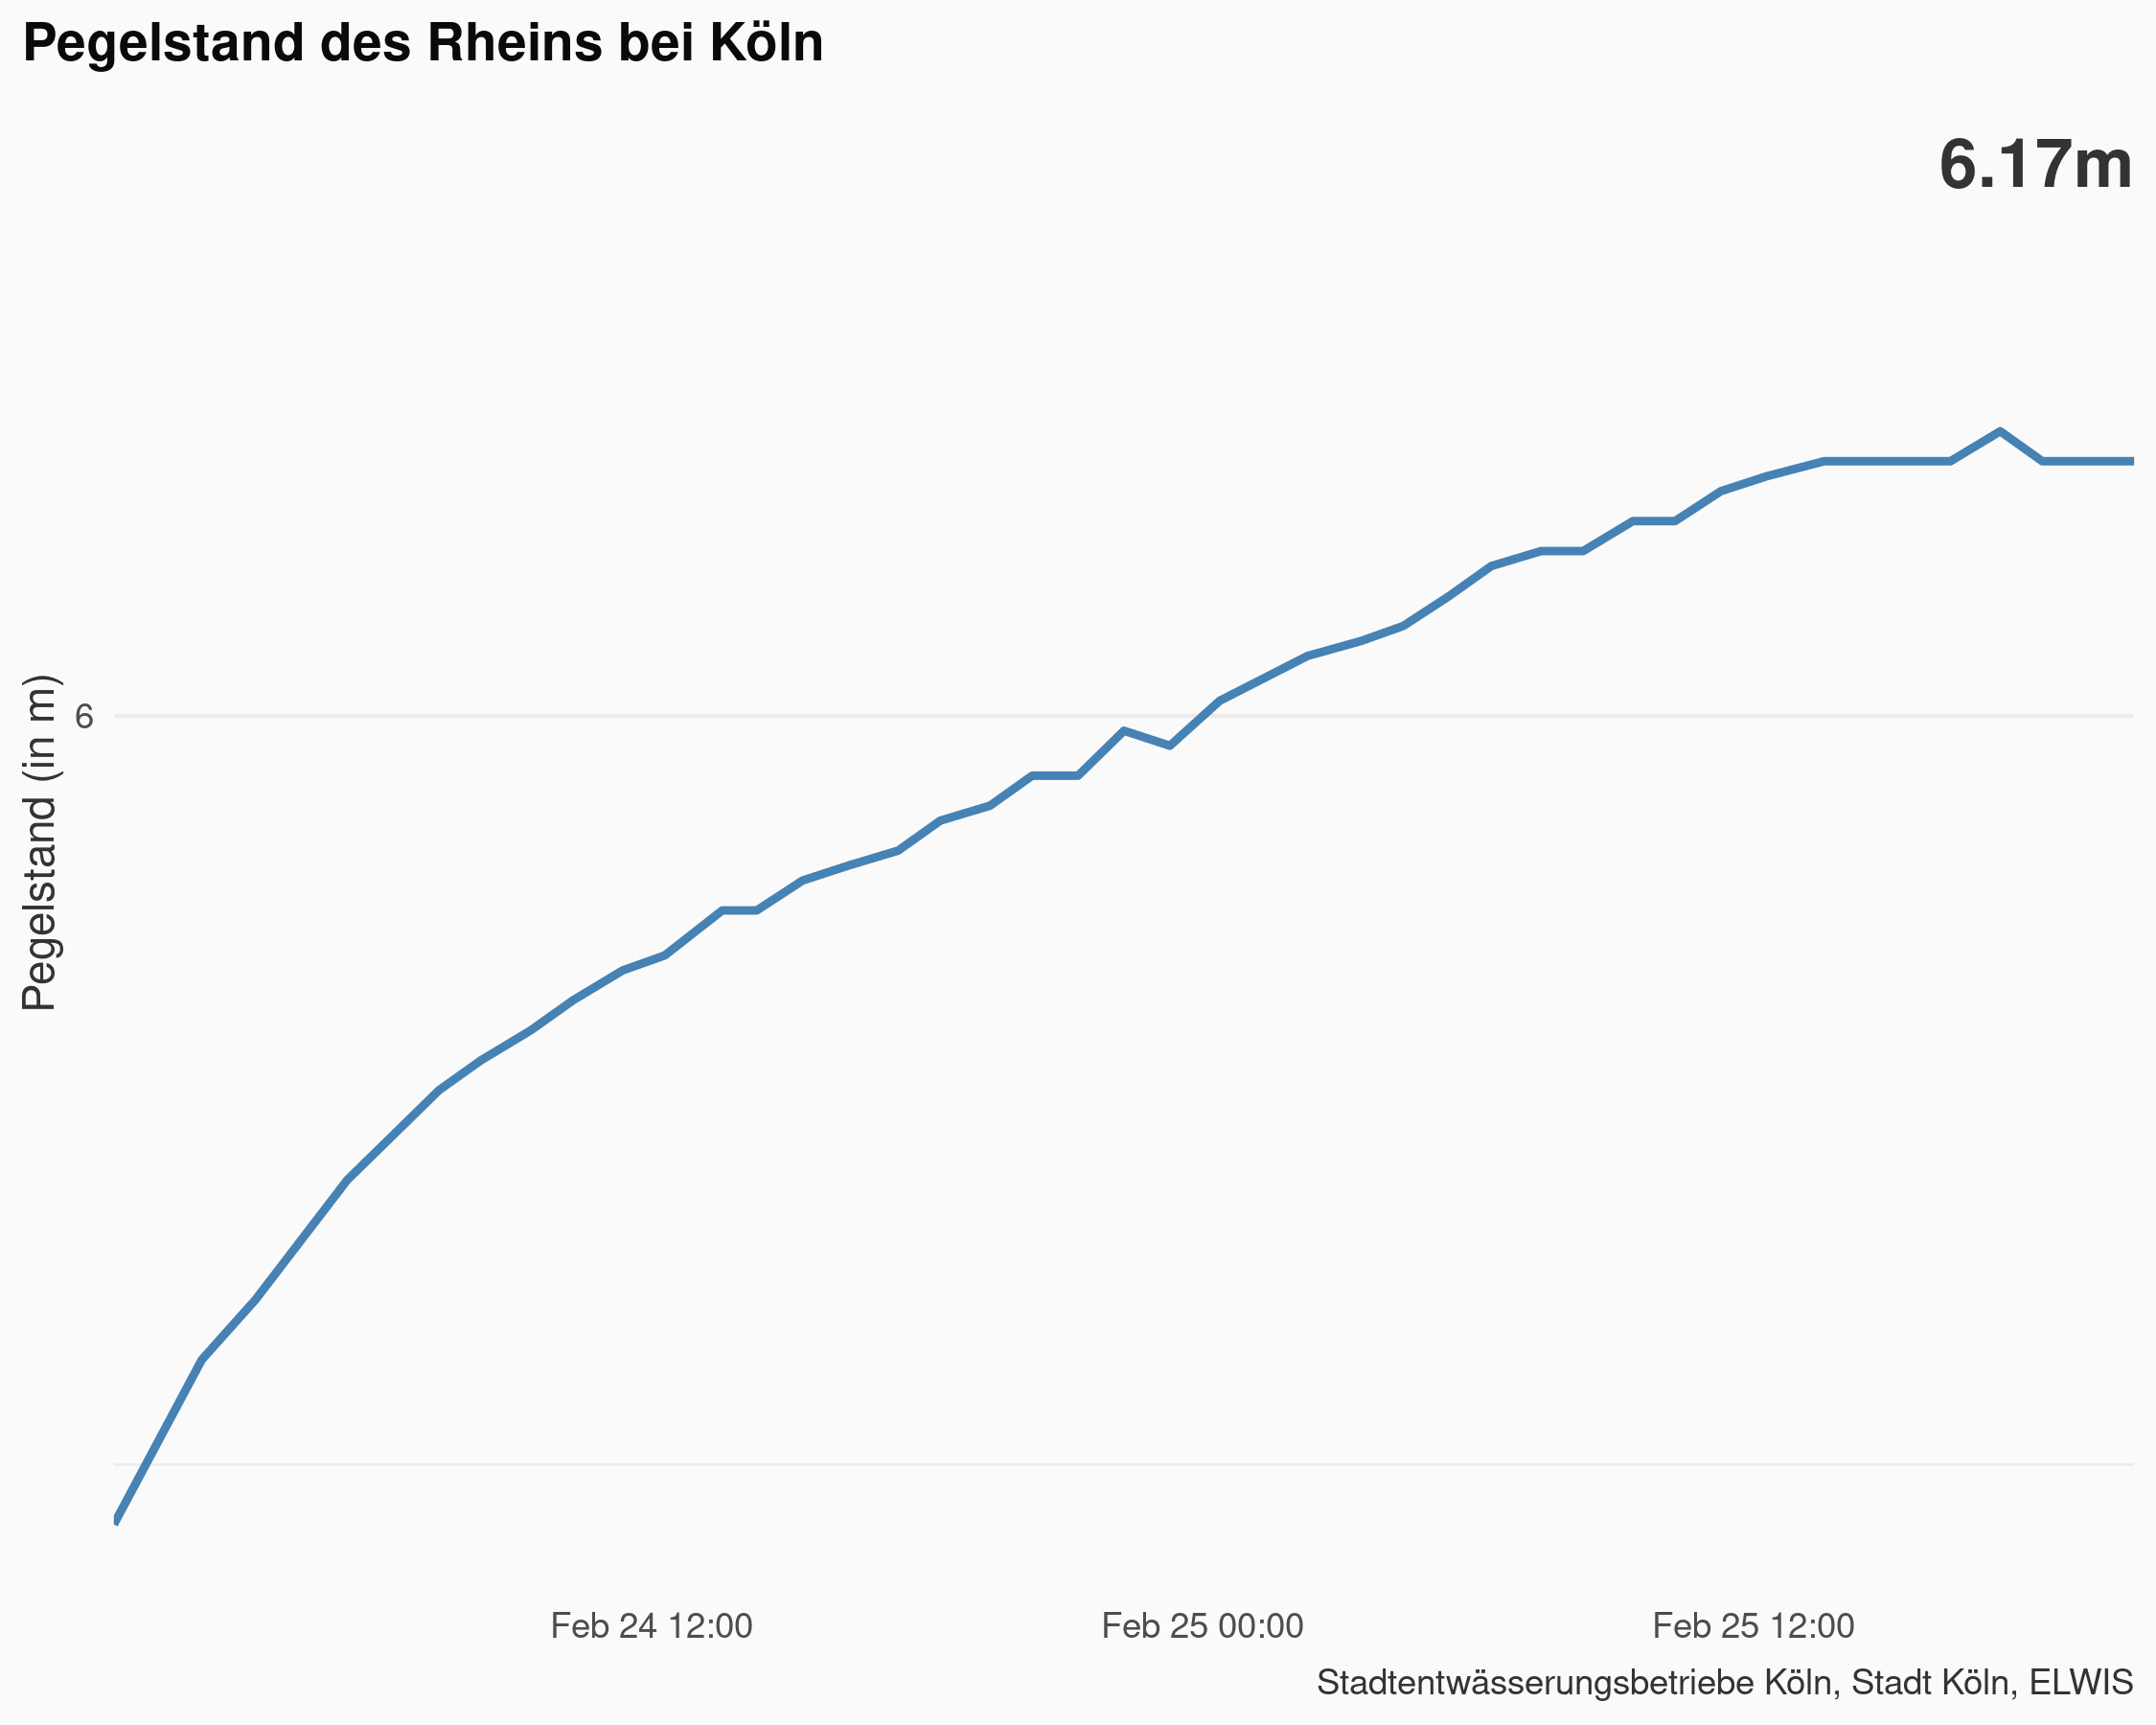 Pegelstand des Rheins bei Köln
6.17m
Pegelstand (in m)
6
Feb 24 12:00
Feb 25 00:00
Feb 25 12:00
Stadtentwässerungsbetriebe Köln, Stadt Köln, ELWIS